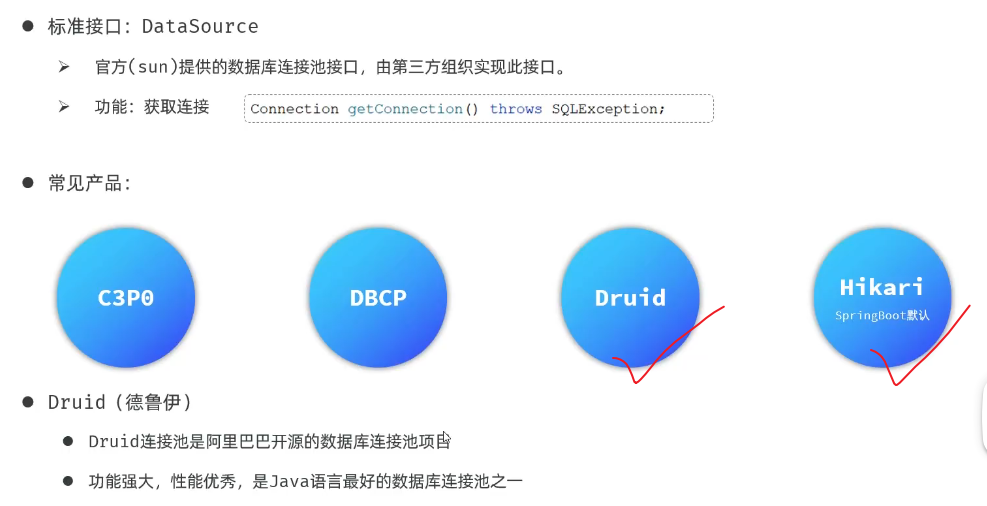 标准接口：DataSource
官方(sun)提供的数据库连接池接口，由第三方组织实现此接口。
功能：获取连接 Connection getConnection() throws SQLException;
常见产品：
C3P0 DBCP Druid Hikari
SpringBoot默认
Druid（德鲁伊）
Druid连接池是阿里巴巴开源的数据库连接池项目
功能强大，性能优秀，是Java语言最好的数据库连接池之一